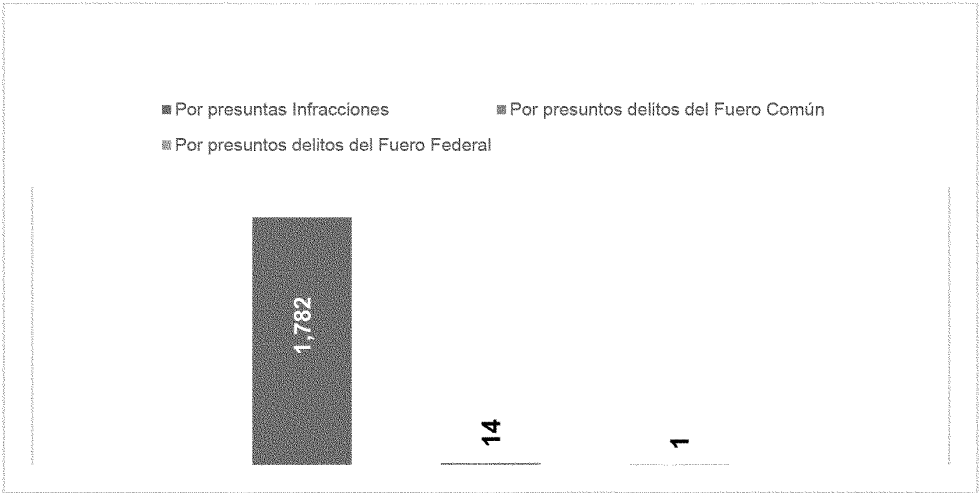 Por presuntas Infracciones
Por presuntos delitos del Fuero Común
Por presuntos delitos del Fuero Federal
1,782
14
1